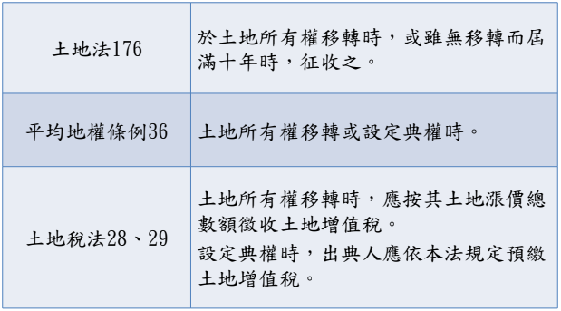 土地法176
於土地所有權移轉時，或雖無移轉而屆
滿十年時，征收之。
平均地權條例36
土地所有權移轉或設定典權時。
土地稅法28、29
土地所有權移轉時，應按其土地漲價總
數額徵收土地增值稅。
設定典權時，出典人應依本法規定預繳
土地增值稅。